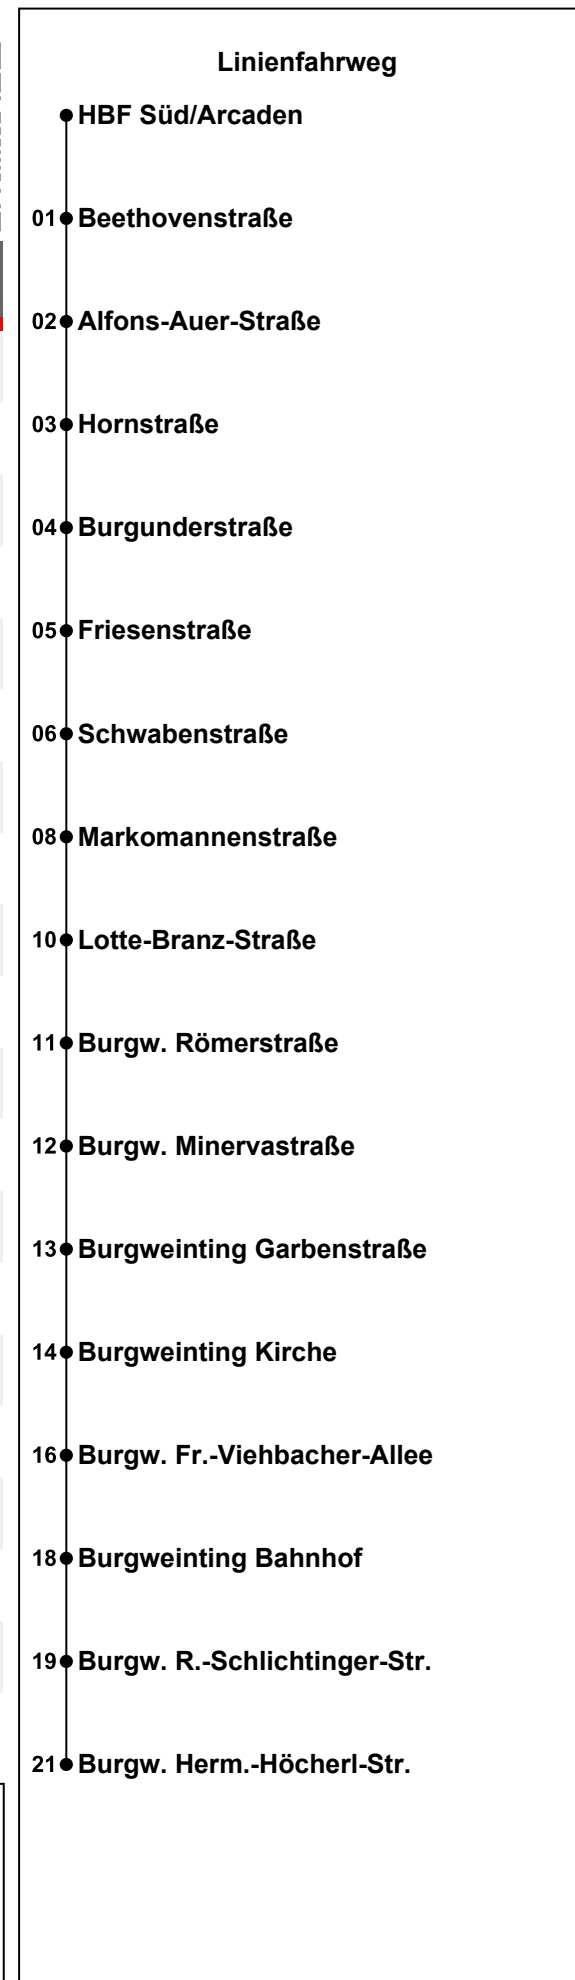 Linienfahrweg
HBF Süd/Arcaden
01 Beethovenstraße
02 Alfons-Auer-Straße
03 Hornstraße
04 Burgunderstraße
05 Friesenstraße
06 Schwabenstraße
08 Markomannenstraße
10 Lotte-Branz-Straße
11 Burgw. Römerstraße
12 Burgw. Minervastraße
13 Burgweinting Garbenstraße
14 Burgweinting Kirche
16 Burgw. Fr.-Viehbacher-Allee
18 Burgweinting Bahnhof
19 Burgw. R.-Schlichtinger-Str.
21 Burgw. Herm.-Höcherl-Str.